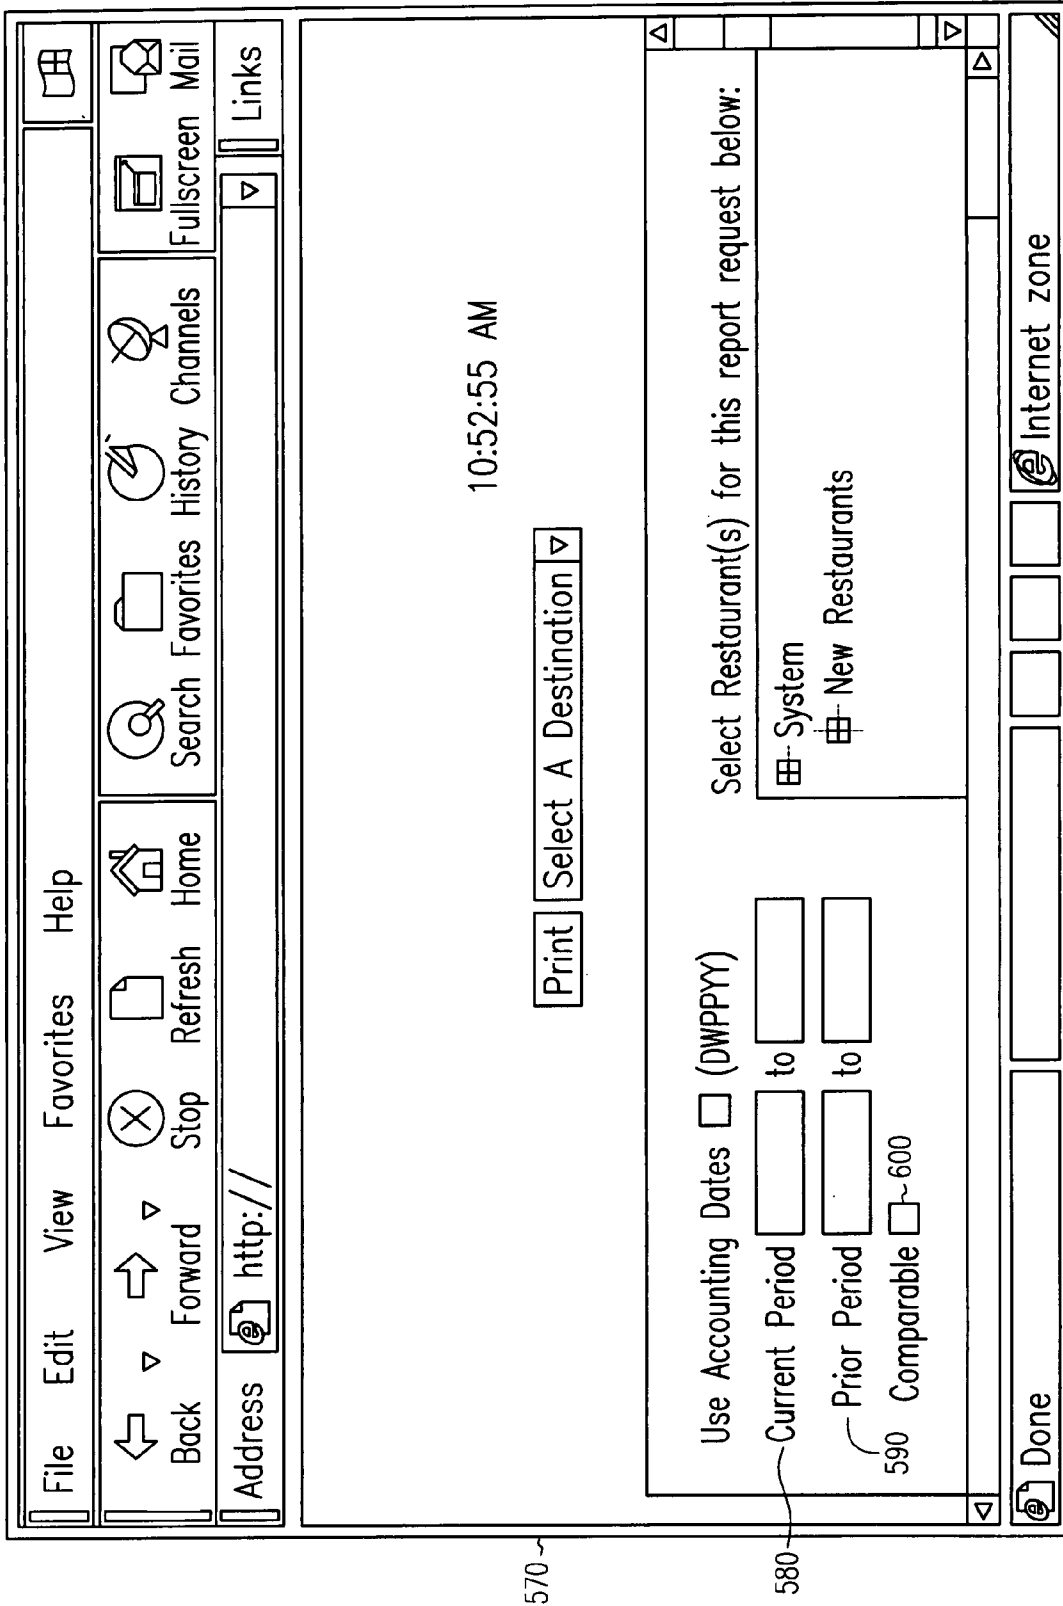 File Edit View Favorites Help
Back Forward Stop Refresh Home Search Favorites History Channels Fullscreen Mail
Address http:// Links
10:52:55 AM
570
Print Select A Destination
Use Accounting Dates (DWPPYY)
Select Restaurant(s) for this report request below:
580
Current Period to
System
Prior Period to
New Restaurants
590
Comparable 600
Done
Internet zone